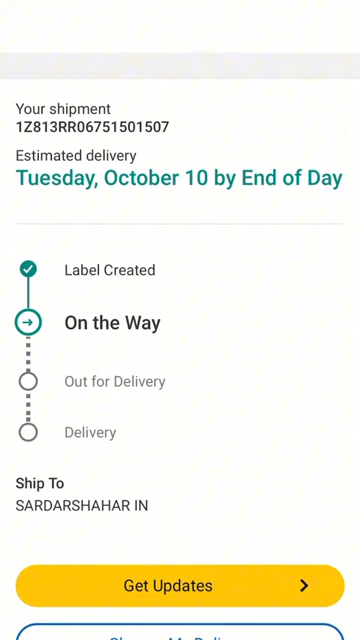 Your shipment
1Z813RR06751501507
Estimated delivery
Tuesday, October 10 by End of Day
Label Created
On the Way
Out for Delivery
Delivery
Ship To
SARDARSHAHAR IN
Get Updates